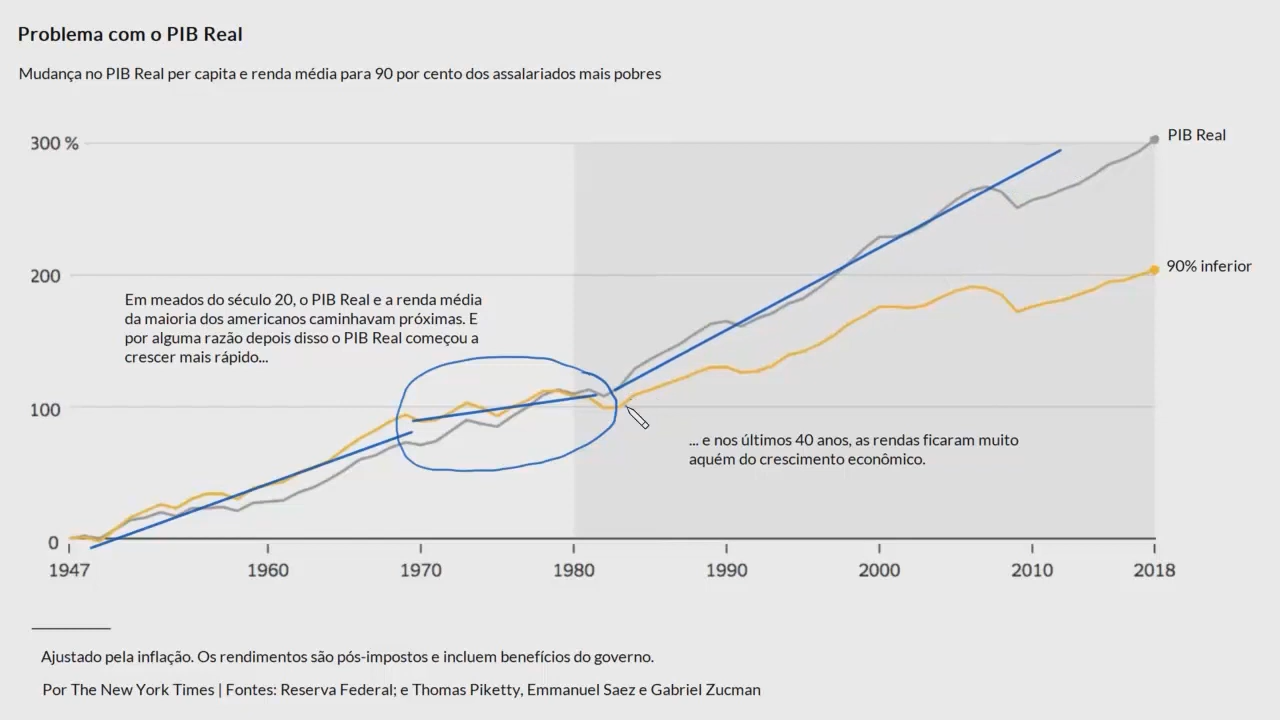 Problema com o PIB Real
Mudança no PIB Real per capita e renda média para 90 por cento dos assalariados mais pobres
300 %
PIB Real
200
90% inferior
Em meados do século 20, o PIB Real e a renda média
da maioria dos americanos caminhavam próximas. E
por alguma razão depois disso o PIB Real começou a
crescer mais rápido...
100
... e nos últimos 40 anos, as rendas ficaram muito
aquém do crescimento econômico.
0
1947 1960 1970 1980 1990 2000 2010 2018
Ajustado pela inflação. Os rendimentos são pós-impostos e incluem benefícios do governo.
Por The New York Times | Fontes: Reserva Federal; e Thomas Piketty, Emmanuel Saez e Gabriel Zucman